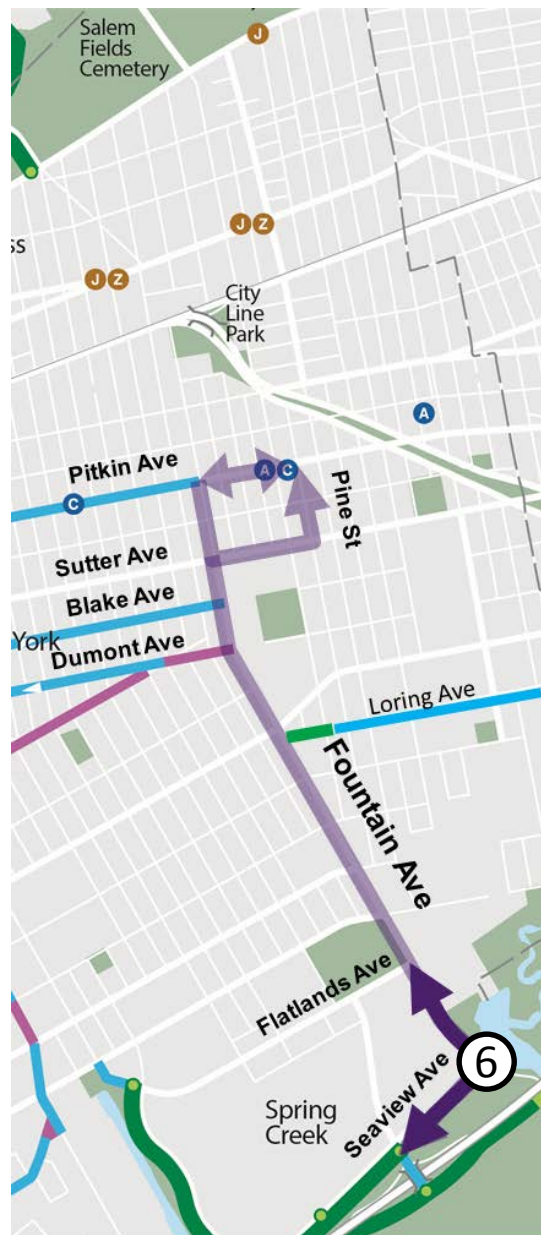 Salem
Fields
Cemetery
J
J Z
ss
J Z
City
Line
Park
A
Pitkin Ave
A C
C
Pine St
Sutter Ave
Blake Ave
York
Dumont Ave
Loring Ave
Fountain Ave
Flatlands Ave
6
Seaview Ave
Spring
Creek